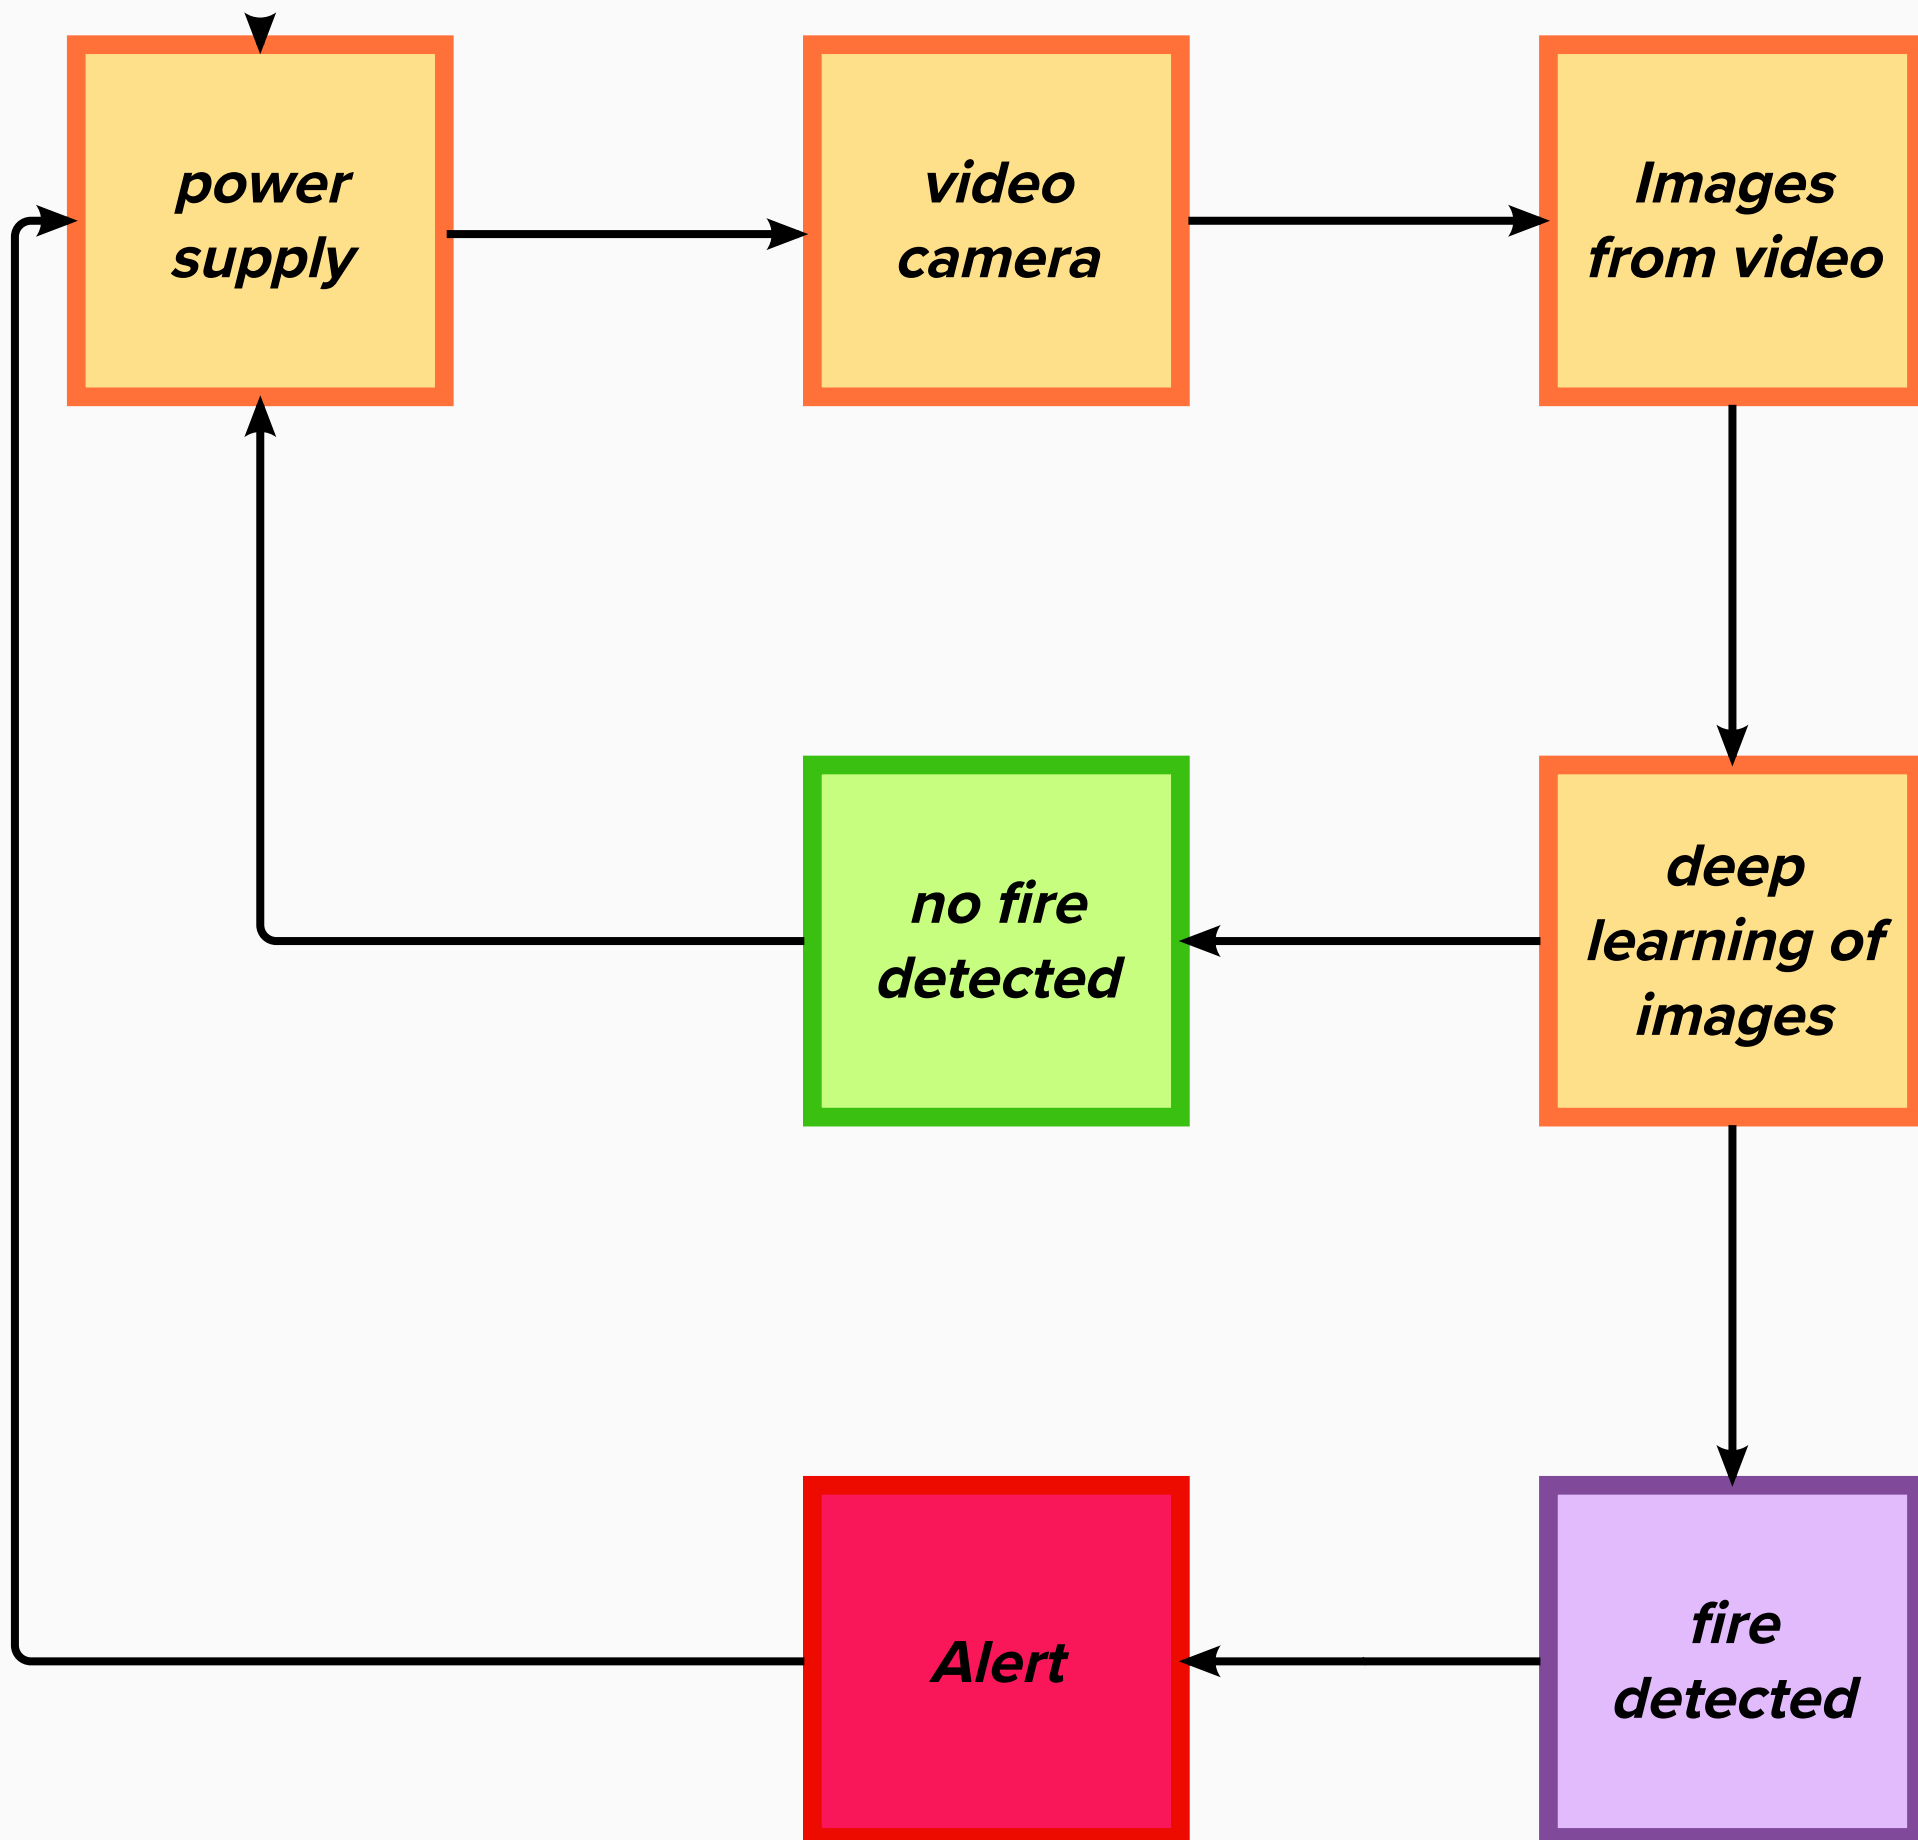 power
supply
video
camera
Images
from video
no fire
detected
deep
learning of
images
Alert
fire
detected